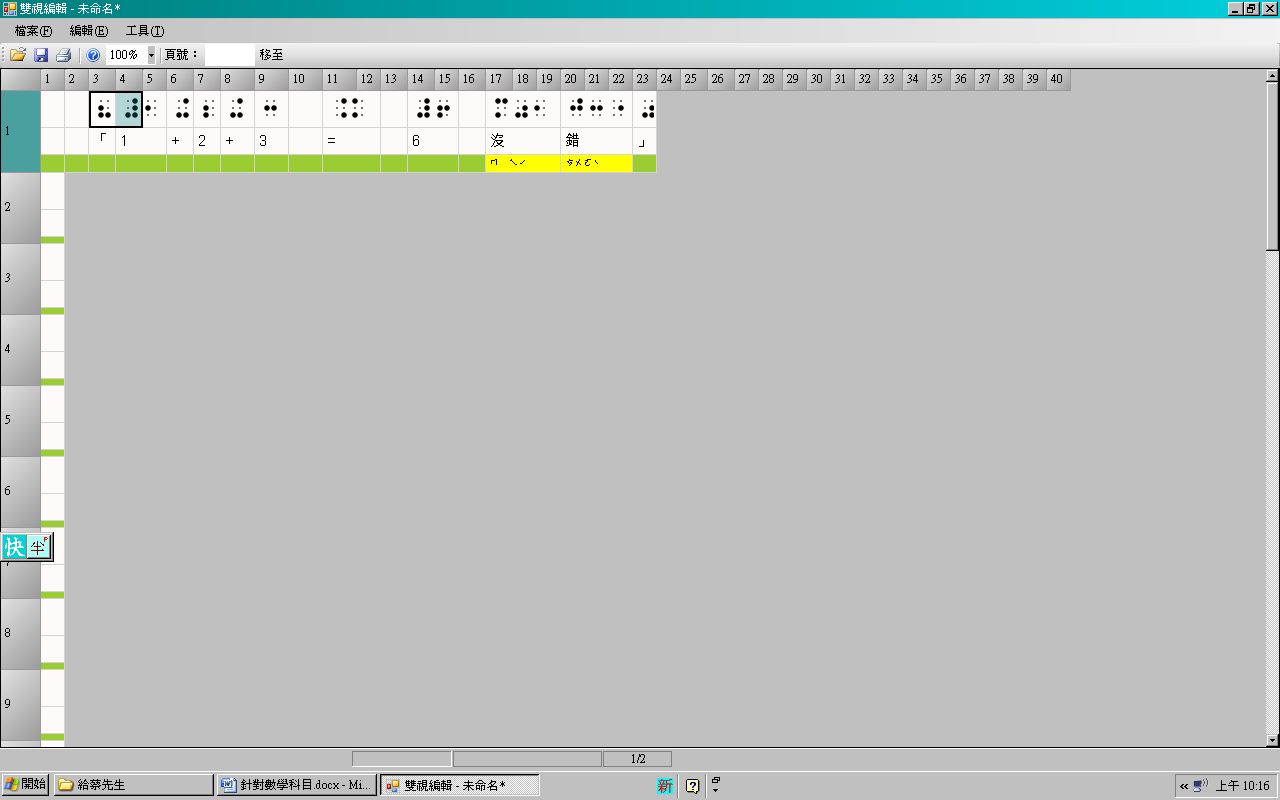 雙視編輯 - 未命名*
檔案(F) 編輯(E) 工具(T)
100% 頁號： 移至
1 2 3 4 5 6 7 8 9 10 11 12 13 14 15 16 17 18 19 20 21 22 23 24 25 26 27 28 29 30 31 32 33 34 35 36 37 38 39 40
1
「 1 + 2 + 3 = 6 沒 錯 」
ㄇ ㄟˊ ㄘㄨㄛˋ
2
3
4
5
6
快 半
7
8
9
1/2
開始 給蔡先生 針對數學科目.docx - Mi... 雙視編輯 - 未命名* 新 « 上午 10:16